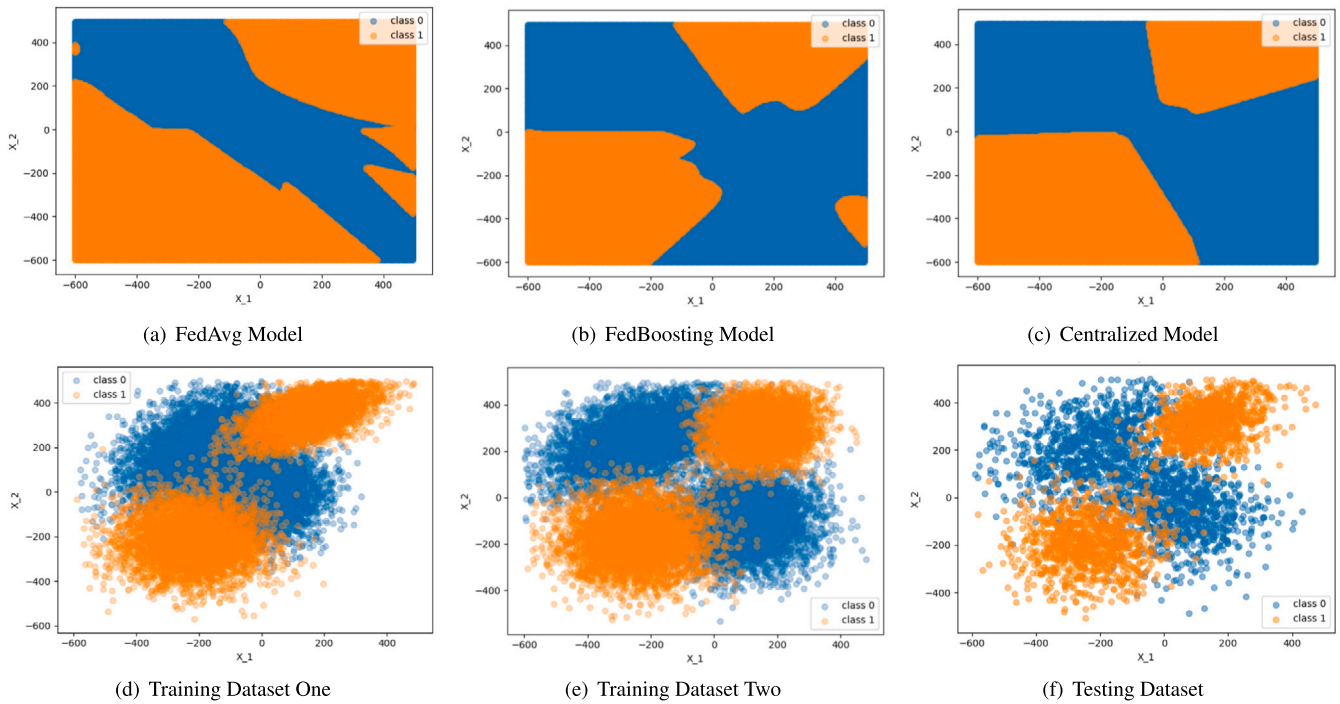 class 0
class 1
400
200
0
−200
−400
−600
X_2
−600
−400
−200
0
200
400
X_1
(a) FedAvg Model
class 0
class 1
400
200
0
−200
−400
−600
X_2
−600
−400
−200
0
200
400
X_1
(b) FedBoosting Model
class 0
class 1
400
200
0
−200
−400
−600
X_2
−600
−400
−200
0
200
400
X_1
(c) Centralized Model
class 0
class 1
400
200
0
−200
−400
−600
X_2
−600
−400
−200
0
200
400
X_1
(d) Training Dataset One
400
200
0
−200
−400
X_2
class 0
class 1
−600
−400
−200
0
200
400
X_1
(e) Training Dataset Two
400
200
0
−200
−400
X_2
class 0
class 1
−600
−400
−200
0
200
400
X_1
(f) Testing Dataset